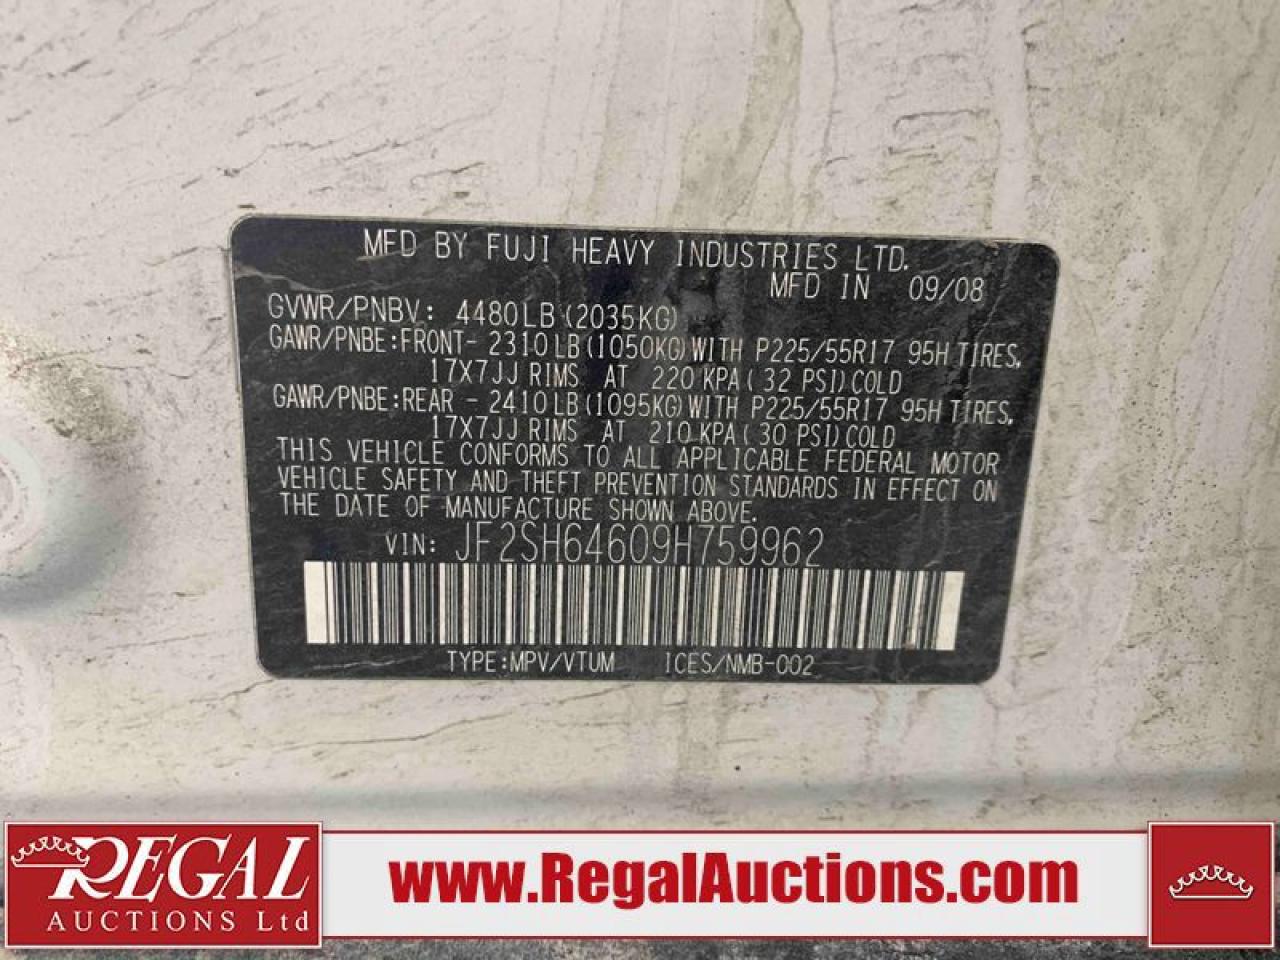 MFD BY FUJI HEAVY INDUSTRIES LTD.
MFD IN 09/08
GVWR/PNBV: 4480LB(2035KG)
GAWR/PNBE:FRONT- 2310LB(1050KG)WITH P225/55R17 95H TIRES,
17X7JJ RIMS AT 220 KPA(32 PSI)COLD
GAWR/PNBE:REAR - 2410LB(1095KG)WITH P225/55R17 95H TIRES,
17X7JJ RIMS AT 210 KPA(30 PSI)COLD
THIS VEHICLE CONFORMS TO ALL APPLICABLE FEDERAL MOTOR
VEHICLE SAFETY AND THEFT PREVENTION STANDARDS IN EFFECT ON
THE DATE OF MANUFACTURE SHOWN ABOVE.
VIN: JF2SH64609H759962
TYPE:MPV/VTUM ICES/NMB-002
REGAL
AUCTIONS Ltd
www.RegalAuctions.com